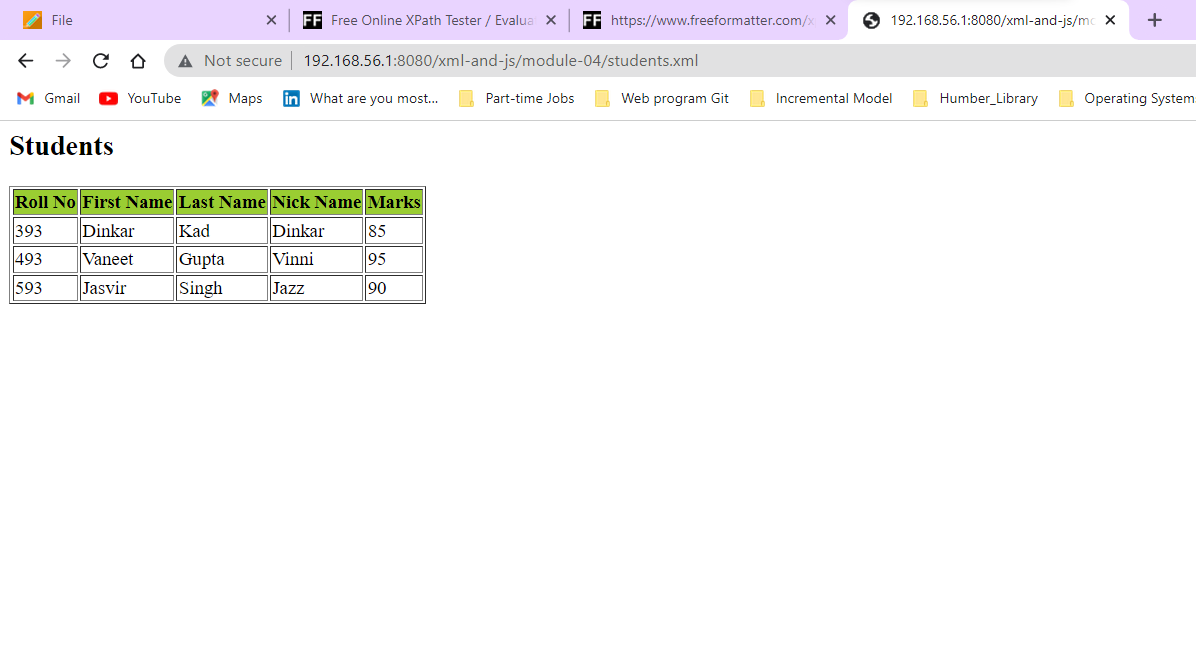 File
Free Online XPath Tester / Evalua
https://www.freeformatter.com/x
192.168.56.1:8080/xml-and-js/mo
Not secure 192.168.56.1:8080/xml-and-js/module-04/students.xml
Gmail YouTube Maps What are you most... Part-time Jobs Web program Git Incremental Model Humber_Library Operating System
Students
Roll No First Name Last Name Nick Name Marks
393 Dinkar Kad Dinkar 85
493 Vaneet Gupta Vinni 95
593 Jasvir Singh Jazz 90